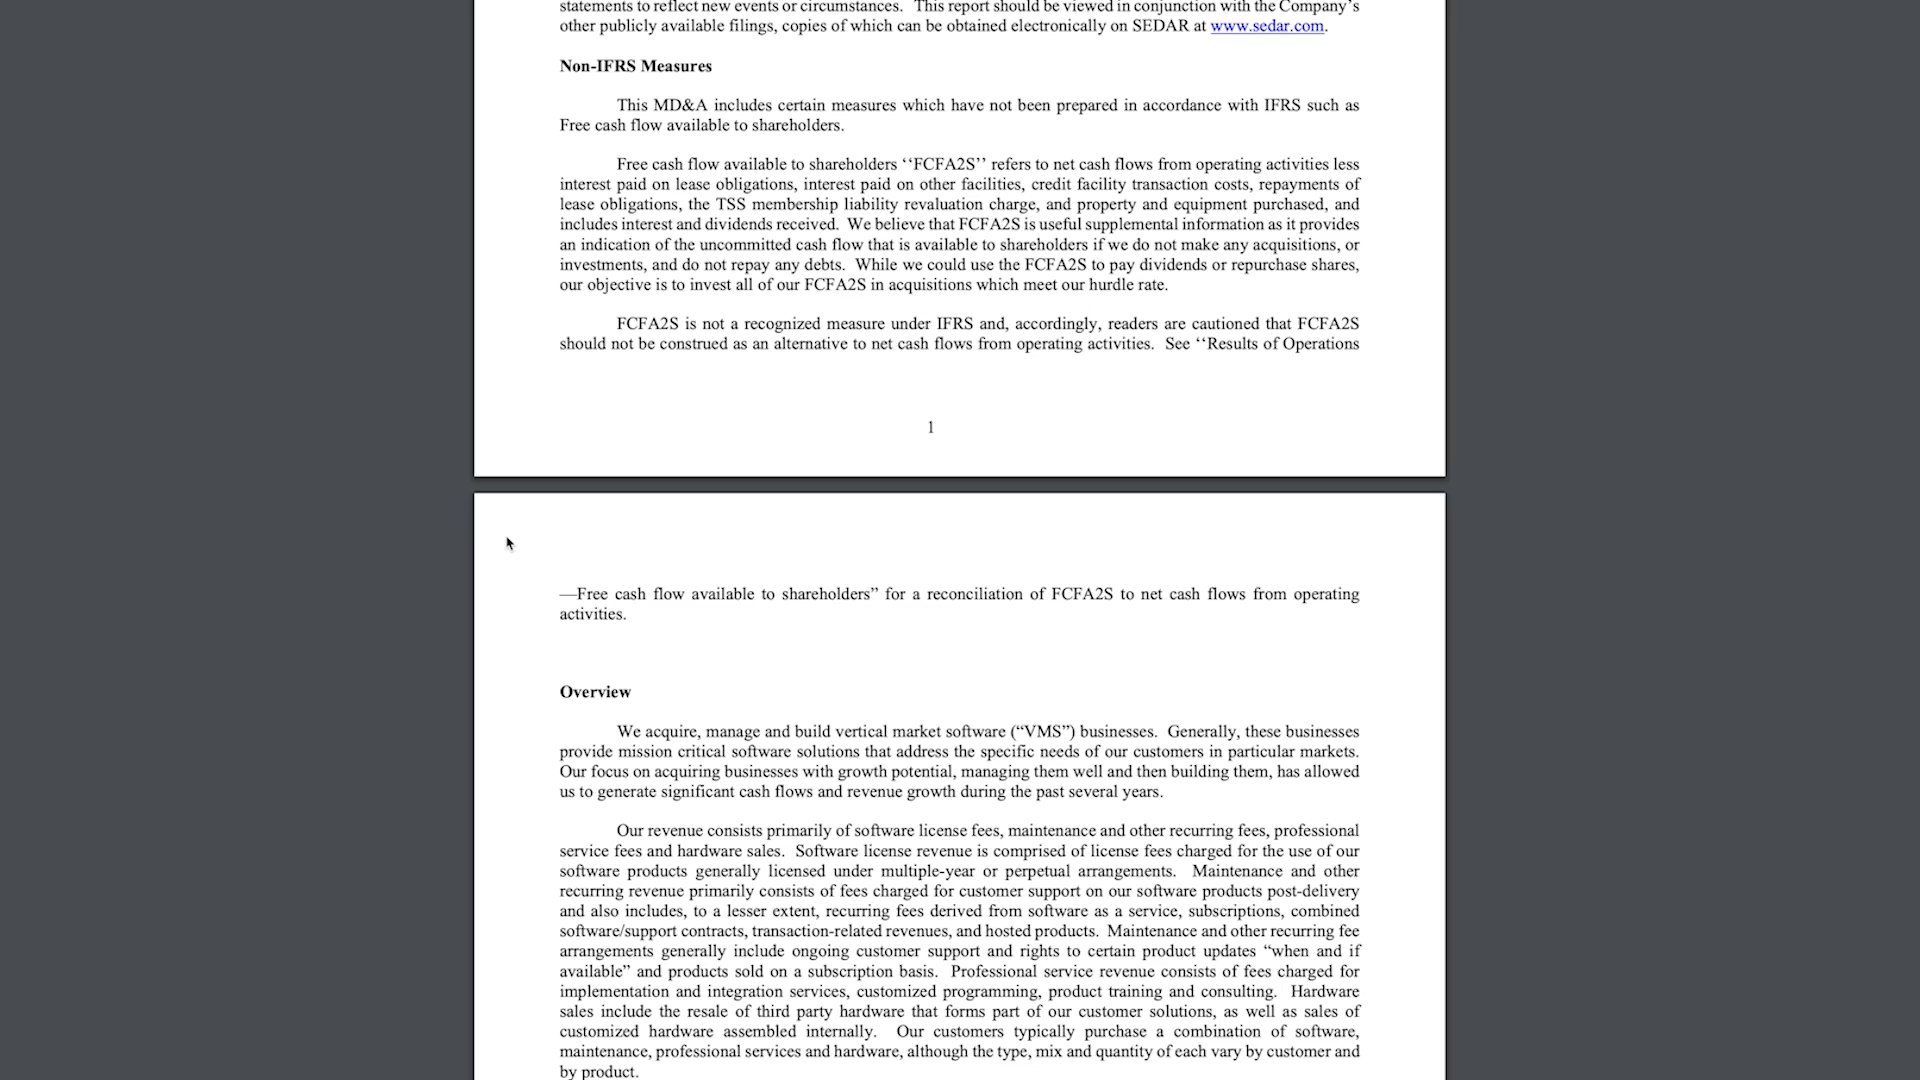 statements to reflect new events or circumstances. This report should be viewed in conjunction with the Company’s
other publicly available filings, copies of which can be obtained electronically on SEDAR at www.sedar.com.
Non-IFRS Measures
This MD&A includes certain measures which have not been prepared in accordance with IFRS such as
Free cash flow available to shareholders.
Free cash flow available to shareholders ‘‘FCFA2S’’ refers to net cash flows from operating activities less
interest paid on lease obligations, interest paid on other facilities, credit facility transaction costs, repayments of
lease obligations, the TSS membership liability revaluation charge, and property and equipment purchased, and
includes interest and dividends received. We believe that FCFA2S is useful supplemental information as it provides
an indication of the uncommitted cash flow that is available to shareholders if we do not make any acquisitions, or
investments, and do not repay any debts. While we could use the FCFA2S to pay dividends or repurchase shares,
our objective is to invest all of our FCFA2S in acquisitions which meet our hurdle rate.
FCFA2S is not a recognized measure under IFRS and, accordingly, readers are cautioned that FCFA2S
should not be construed as an alternative to net cash flows from operating activities. See ‘‘Results of Operations
1
—Free cash flow available to shareholders” for a reconciliation of FCFA2S to net cash flows from operating
activities.
Overview
We acquire, manage and build vertical market software (“VMS”) businesses. Generally, these businesses
provide mission critical software solutions that address the specific needs of our customers in particular markets.
Our focus on acquiring businesses with growth potential, managing them well and then building them, has allowed
us to generate significant cash flows and revenue growth during the past several years.
Our revenue consists primarily of software license fees, maintenance and other recurring fees, professional
service fees and hardware sales. Software license revenue is comprised of license fees charged for the use of our
software products generally licensed under multiple-year or perpetual arrangements. Maintenance and other
recurring revenue primarily consists of fees charged for customer support on our software products post-delivery
and also includes, to a lesser extent, recurring fees derived from software as a service, subscriptions, combined
software/support contracts, transaction-related revenues, and hosted products. Maintenance and other recurring fee
arrangements generally include ongoing customer support and rights to certain product updates “when and if
available” and products sold on a subscription basis. Professional service revenue consists of fees charged for
implementation and integration services, customized programming, product training and consulting. Hardware
sales include the resale of third party hardware that forms part of our customer solutions, as well as sales of
customized hardware assembled internally. Our customers typically purchase a combination of software,
maintenance, professional services and hardware, although the type, mix and quantity of each vary by customer and
by product.